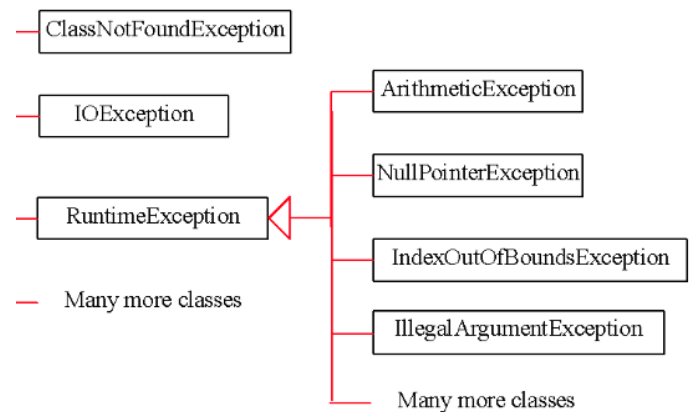 ClassNotFoundException
IOException
RuntimeException
Many more classes
ArithmeticException
NullPointerException
IndexOutOfBoundsException
IllegalArgumentException
Many more classes